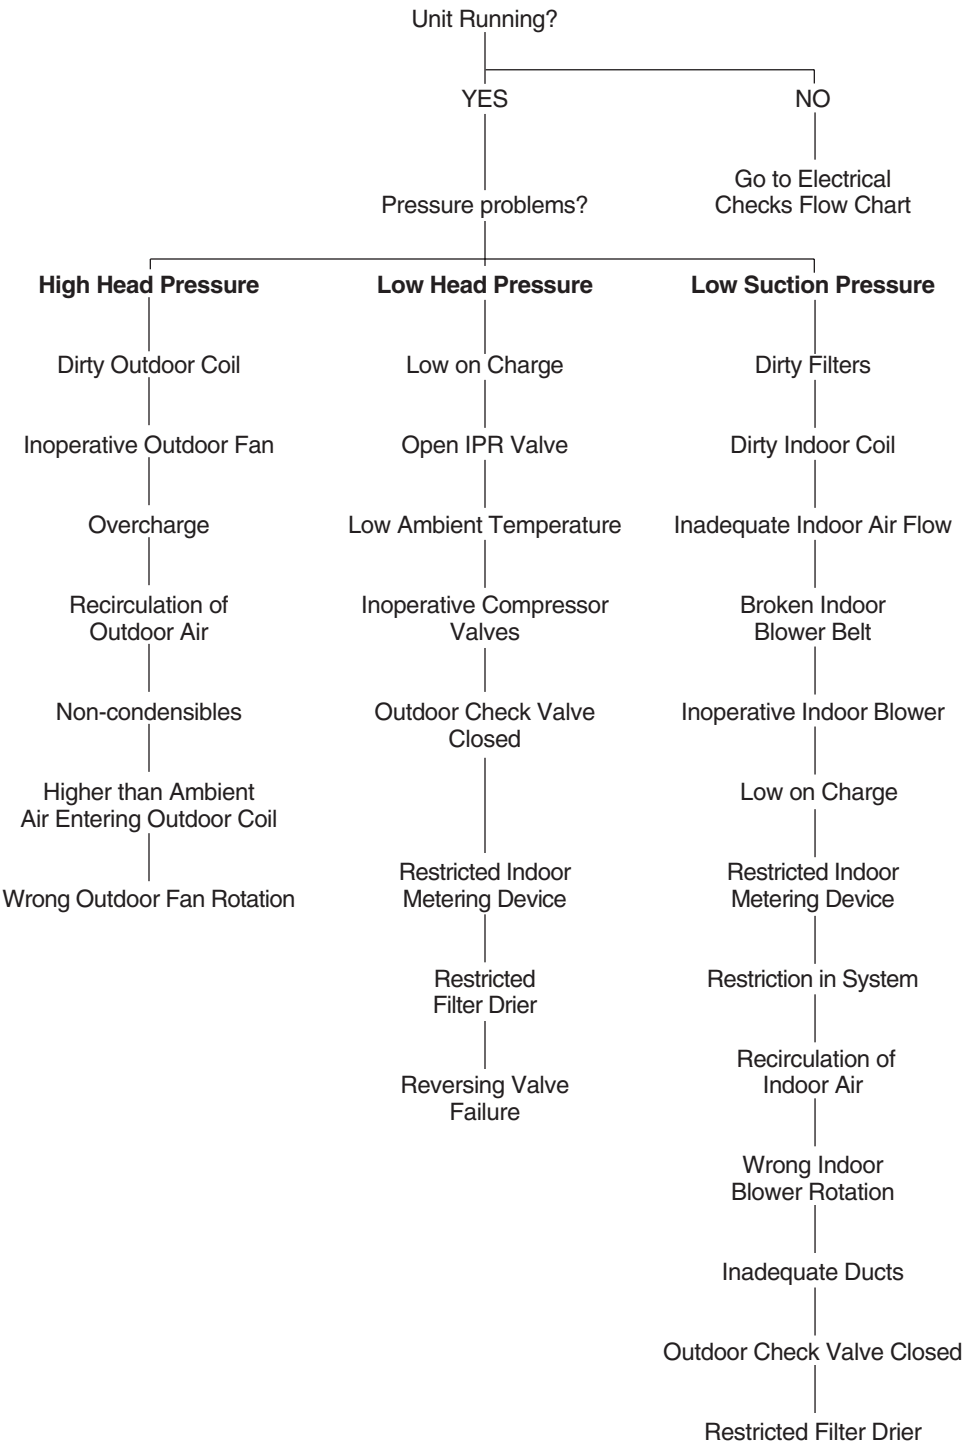 Unit Running?
YES
NO
Go to Electrical
Checks Flow Chart
Pressure problems?
High Head Pressure
Dirty Outdoor Coil
Inoperative Outdoor Fan
Overcharge
Recirculation of
Outdoor Air
Non-condensibles
Higher than Ambient
Air Entering Outdoor Coil
Wrong Outdoor Fan Rotation
Low Head Pressure
Low on Charge
Open IPR Valve
Low Ambient Temperature
Inoperative Compressor
Valves
Outdoor Check Valve
Closed
Restricted Indoor
Metering Device
Restricted
Filter Drier
Reversing Valve
Failure
Low Suction Pressure
Dirty Filters
Dirty Indoor Coil
Inadequate Indoor Air Flow
Broken Indoor
Blower Belt
Inoperative Indoor Blower
Low on Charge
Restricted Indoor
Metering Device
Restriction in System
Recirculation of
Indoor Air
Wrong Indoor
Blower Rotation
Inadequate Ducts
Outdoor Check Valve Closed
Restricted Filter Drier